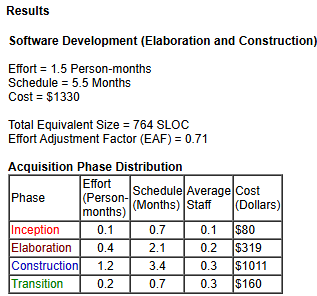 Results
Software Development (Elaboration and Construction)
Effort = 1.5 Person-months
Schedule = 5.5 Months
Cost = $1330
Total Equivalent Size = 764 SLOC
Effort Adjustment Factor (EAF) = 0.71
Acquisition Phase Distribution
Phase Effort (Person-months) Schedule (Months) Average Staff Cost (Dollars)
Inception 0.1 0.7 0.1 $80
Elaboration 0.4 2.1 0.2 $319
Construction 1.2 3.4 0.3 $1011
Transition 0.2 0.7 0.3 $160